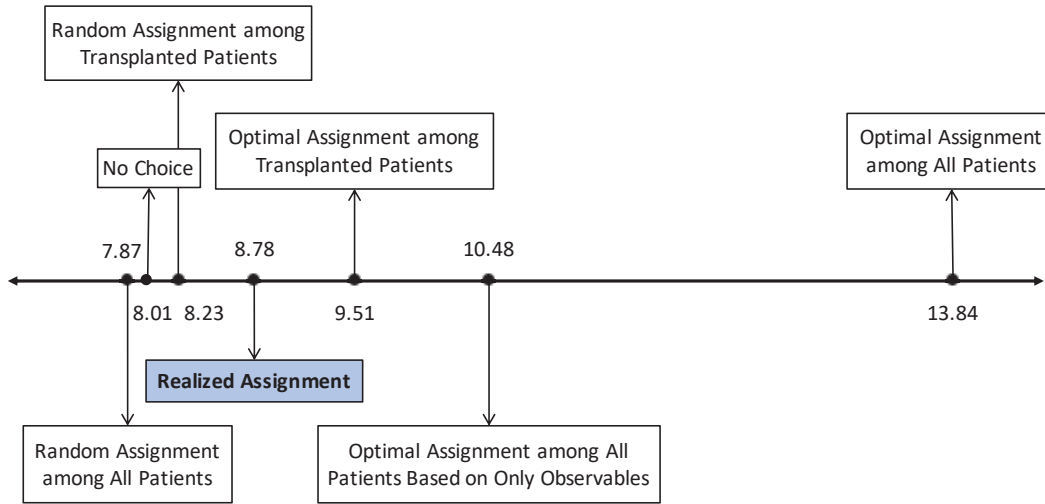 Random Assignment among
Transplanted Patients
Optimal Assignment among
Transplanted Patients
Optimal Assignment
among All Patients
No Choice
7.87
8.78
10.48
8.01
8.23
9.51
13.84
Realized Assignment
Random Assignment
among All Patients
Optimal Assignment among All
Patients Based on Only Observables